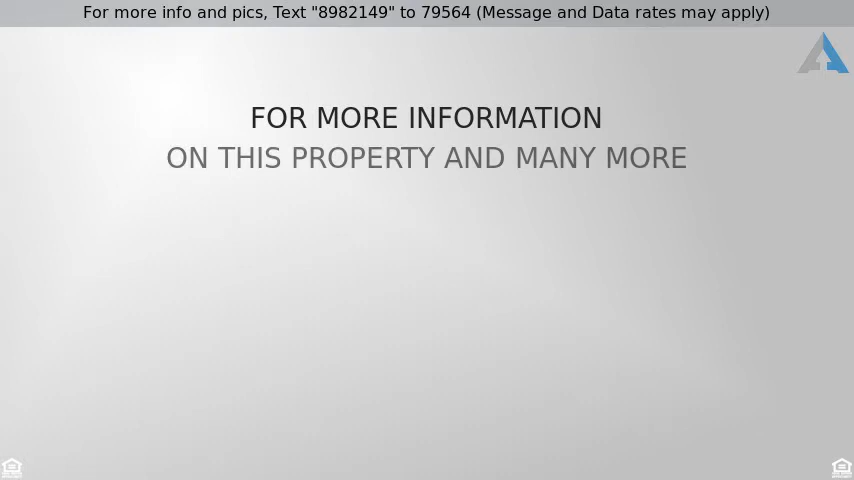 For more info and pics, Text "8982149" to 79564 (Message and Data rates may apply)
FOR MORE INFORMATION
ON THIS PROPERTY AND MANY MORE